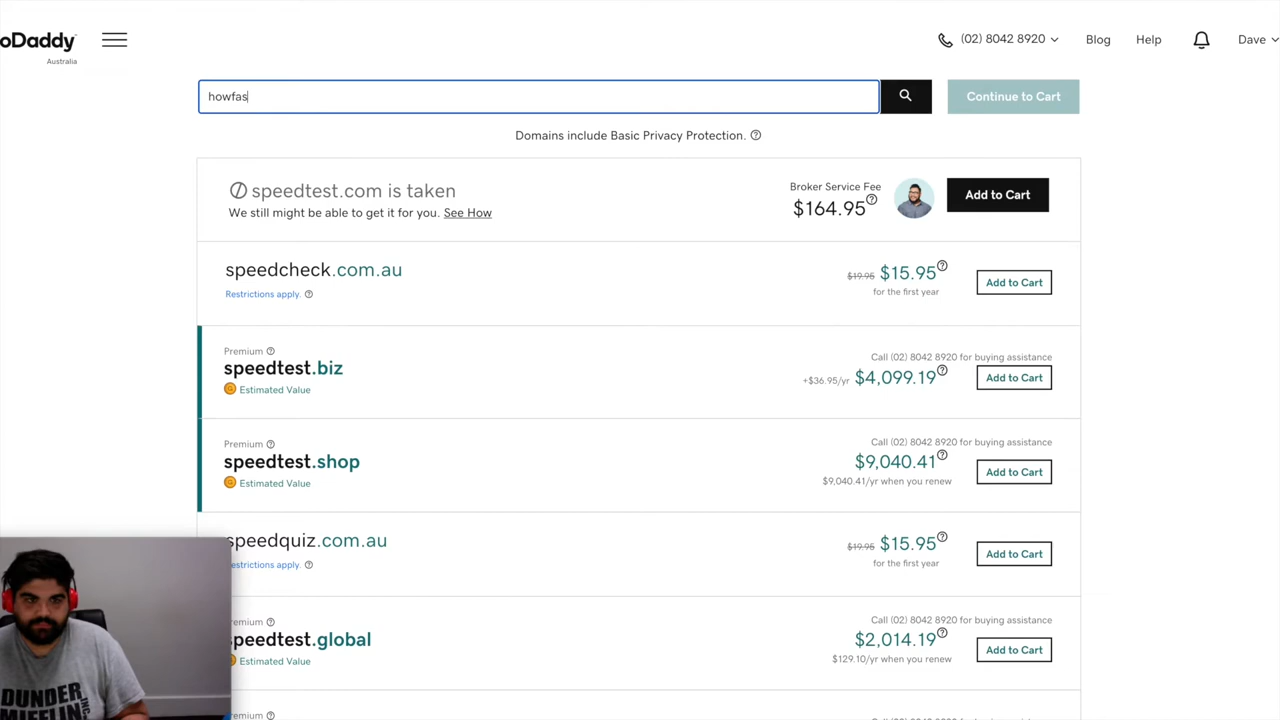 oDaddy
Australia
(02) 8042 8920
Blog
Help
Dave
howfas
Continue to Cart
Domains include Basic Privacy Protection.
speedtest.com is taken
We still might be able to get it for you. See How
Broker Service Fee
$164.95
Add to Cart
speedcheck.com.au
Restrictions apply.
$19.95 $15.95
for the first year
Add to Cart
Premium
speedtest.biz
Estimated Value
Call (02) 8042 8920 for buying assistance
+$36.95/yr $4,099.19
Add to Cart
Premium
speedtest.shop
Estimated Value
Call (02) 8042 8920 for buying assistance
$9,040.41
$9,040.41/yr when you renew
Add to Cart
speedquiz.com.au
estrictions apply.
$19.95 $15.95
for the first year
Add to Cart
emium
speedtest.global
Estimated Value
Call (02) 8042 8920 for buying assistance
$2,014.19
$129.10/yr when you renew
Add to Cart
emium
DUNDER
MIFFLIN
INC